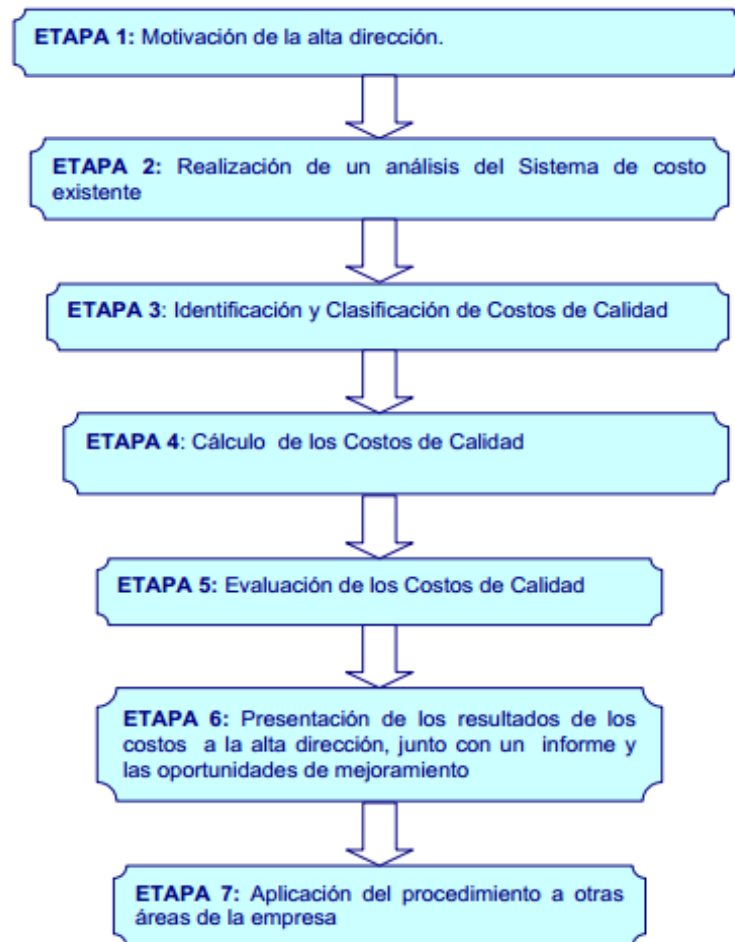 ETAPA 1: Motivación de la alta dirección.
ETAPA 2: Realización de un análisis del Sistema de costo
existente
ETAPA 3: Identificación y Clasificación de Costos de Calidad
ETAPA 4: Cálculo de los Costos de Calidad
ETAPA 5: Evaluación de los Costos de Calidad
ETAPA 6: Presentación de los resultados de los
costos a la alta dirección, junto con un informe y
las oportunidades de mejoramiento
ETAPA 7: Aplicación del procedimiento a otras
áreas de la empresa